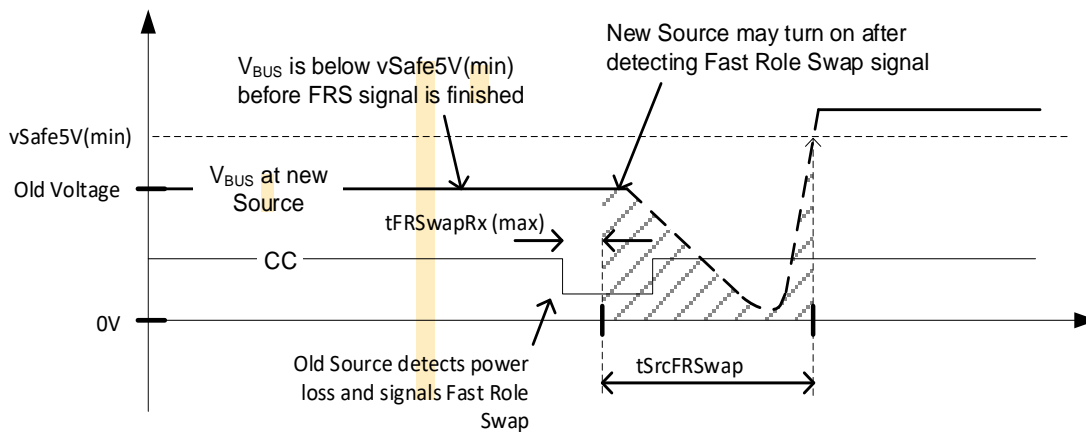 New Source may turn on after
detecting Fast Role Swap signal
VBUS is below vSafe5V(min)
before FRS signal is finished
vSafe5V(min)
Old Voltage
VBUS at new
Source
tFRSwapRx (max)
CC
0V
Old Source detects power
loss and signals Fast Role
Swap
tSrcFRSwap